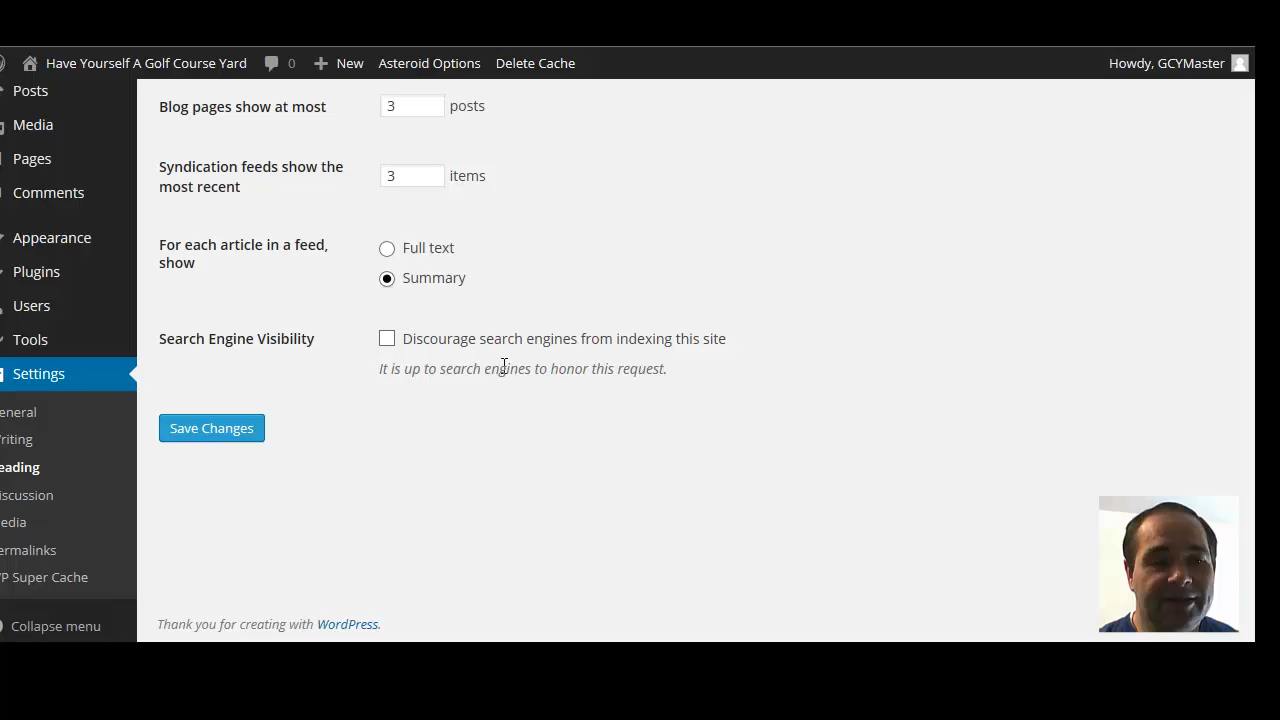 Have Yourself A Golf Course Yard 0 New Asteroid Options Delete Cache Howdy, GCYMaster
Posts
Media
Pages
Comments
Appearance
Plugins
Users
Tools
Settings
eneral
riting
eading
iscussion
edia
ermalinks
P Super Cache
Collapse menu
Blog pages show at most 3 posts
Syndication feeds show the
most recent 3 items
For each article in a feed,
show
Full text
Summary
Search Engine Visibility Discourage search engines from indexing this site
It is up to search engines to honor this request.
Save Changes
Thank you for creating with WordPress.